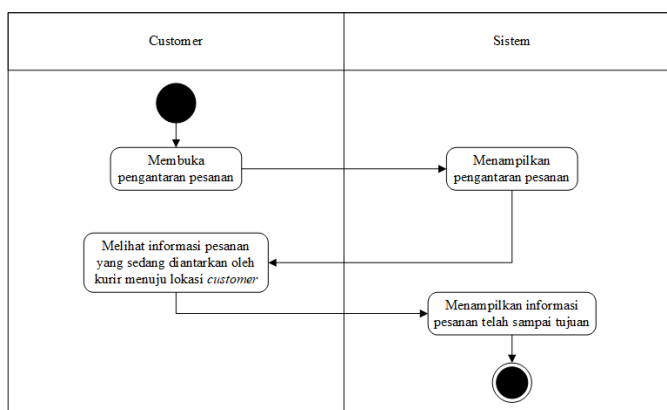 Customer
Sistem
Membuka
pengantaran pesanan
Menampilkan
pengantaran pesanan
Melihat informasi pesanan
yang sedang diantarkan oleh
kurir menuju lokasi customer
Menampilkan informasi
pesanan telah sampai tujuan